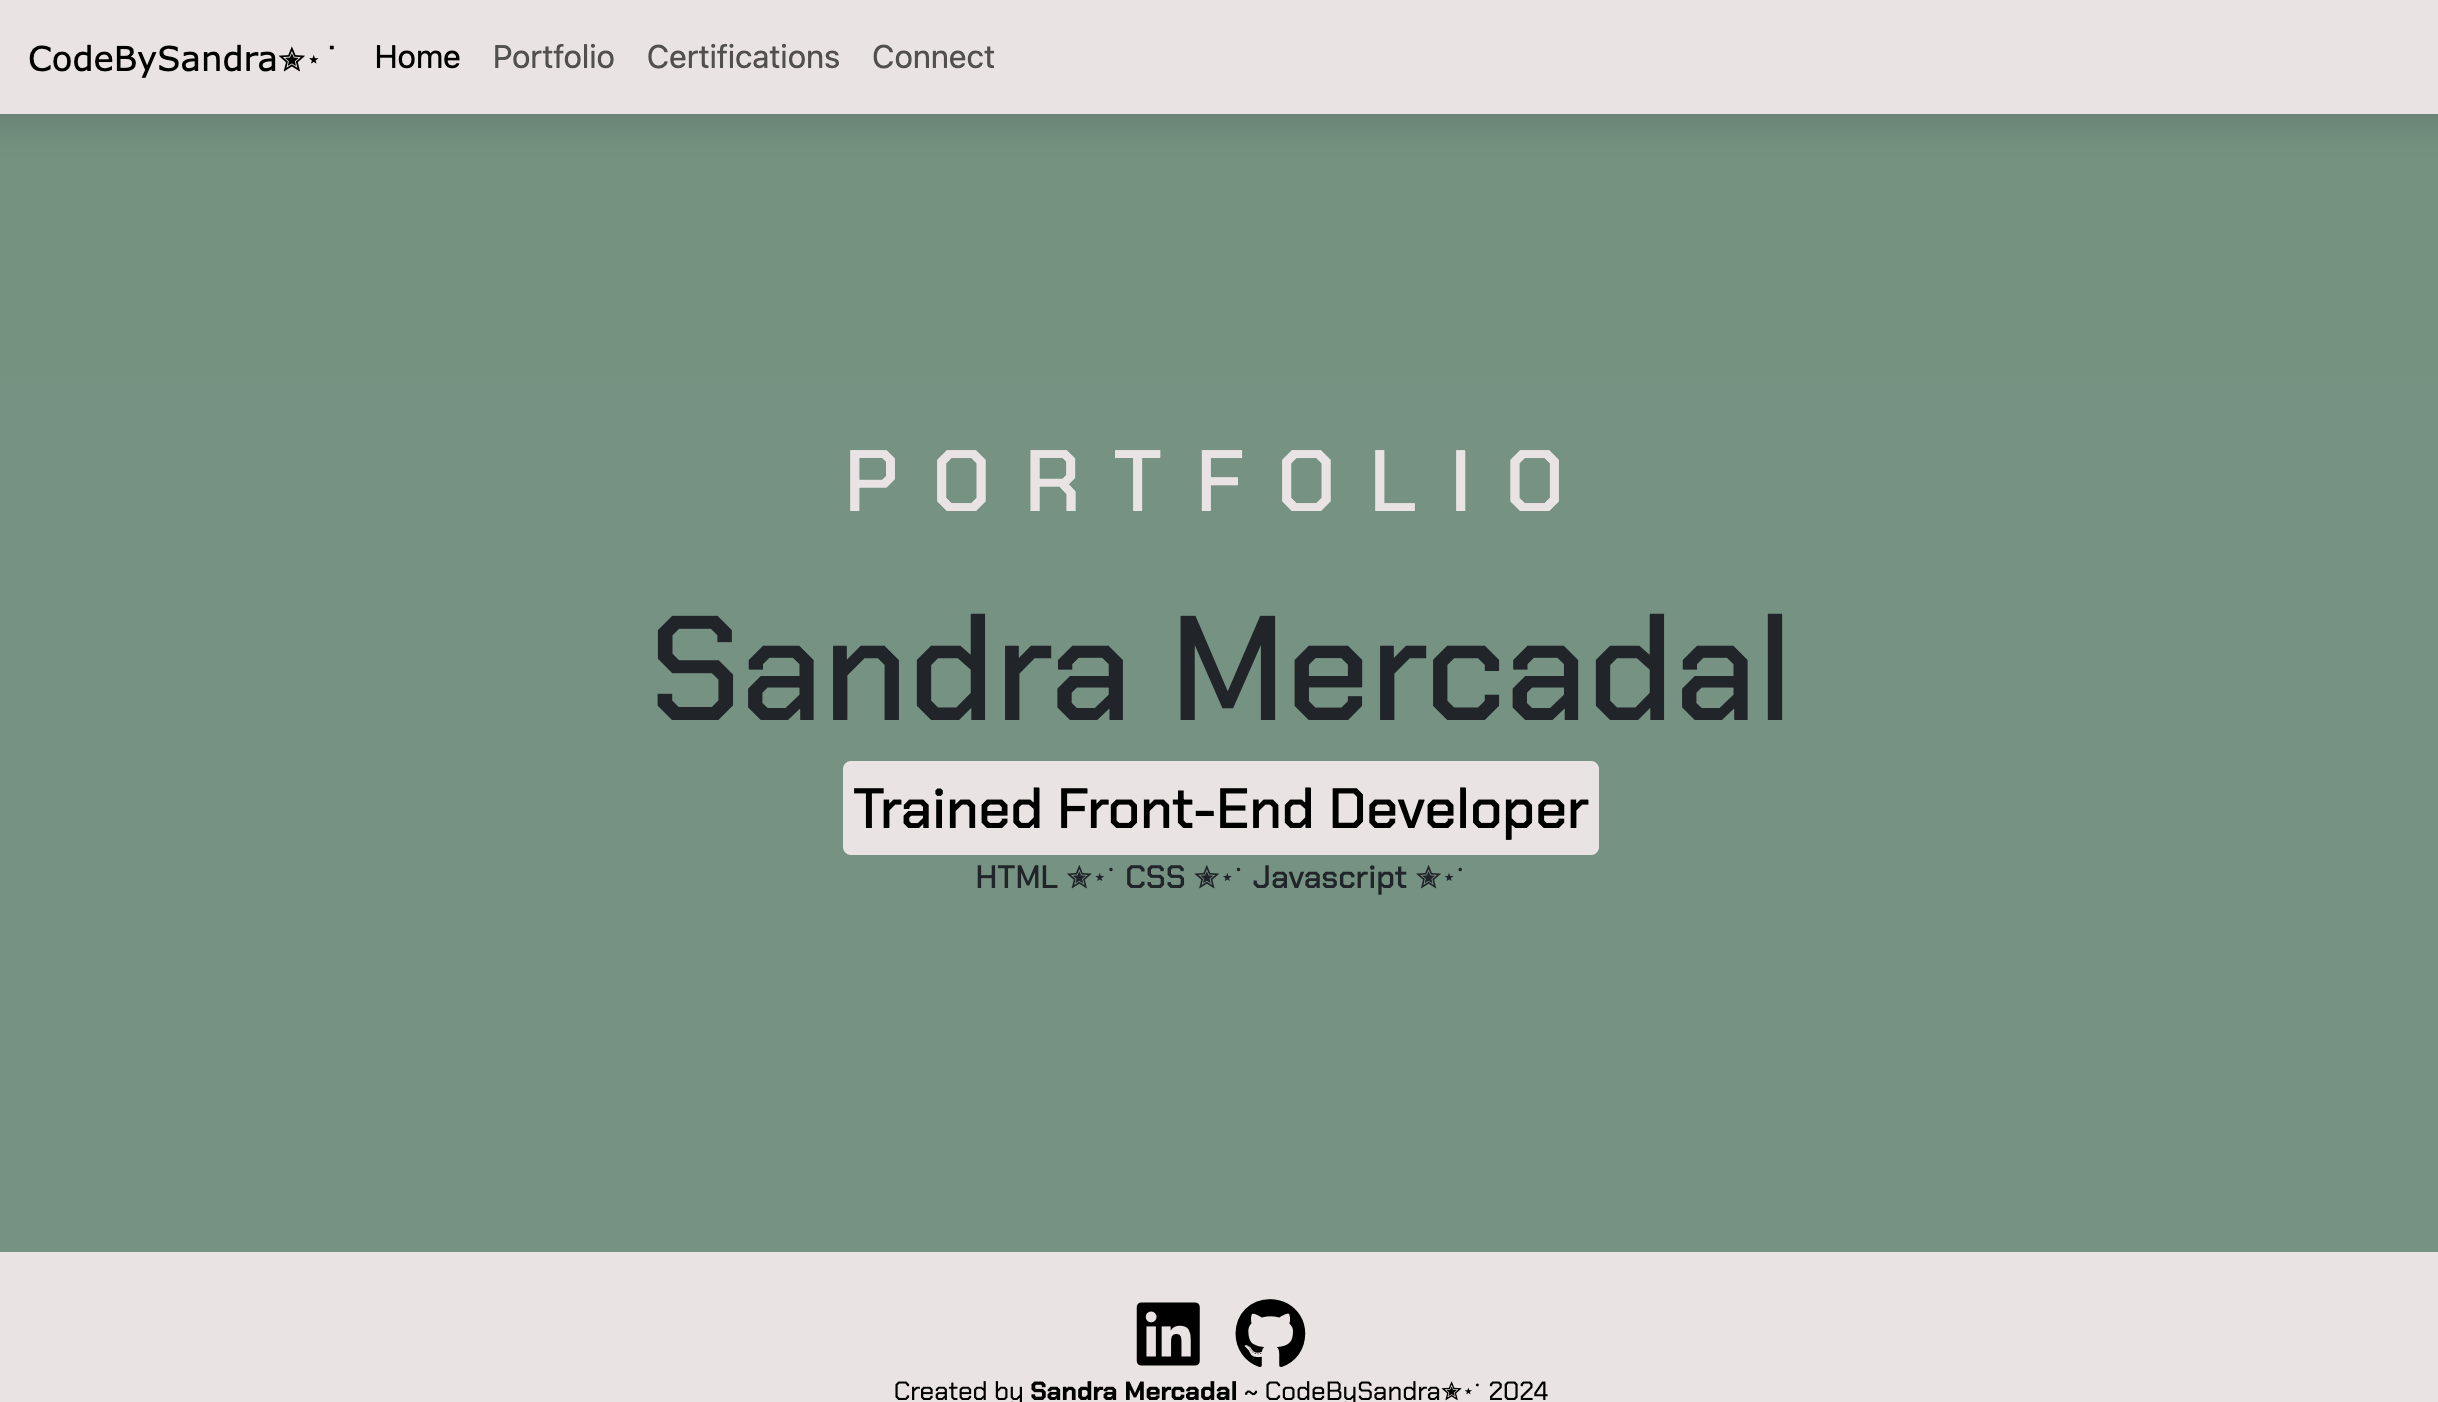 CodeBySandra✬⋆˙ Home Portfolio Certifications Connect
PORTFOLIO
Sandra Mercadal
Trained Front-End Developer
HTML ✬⋆˙ CSS ✬⋆˙ Javascript ✬⋆˙
in
Created by Sandra Mercadal ~ CodeBySandra✬⋆˙ 2024